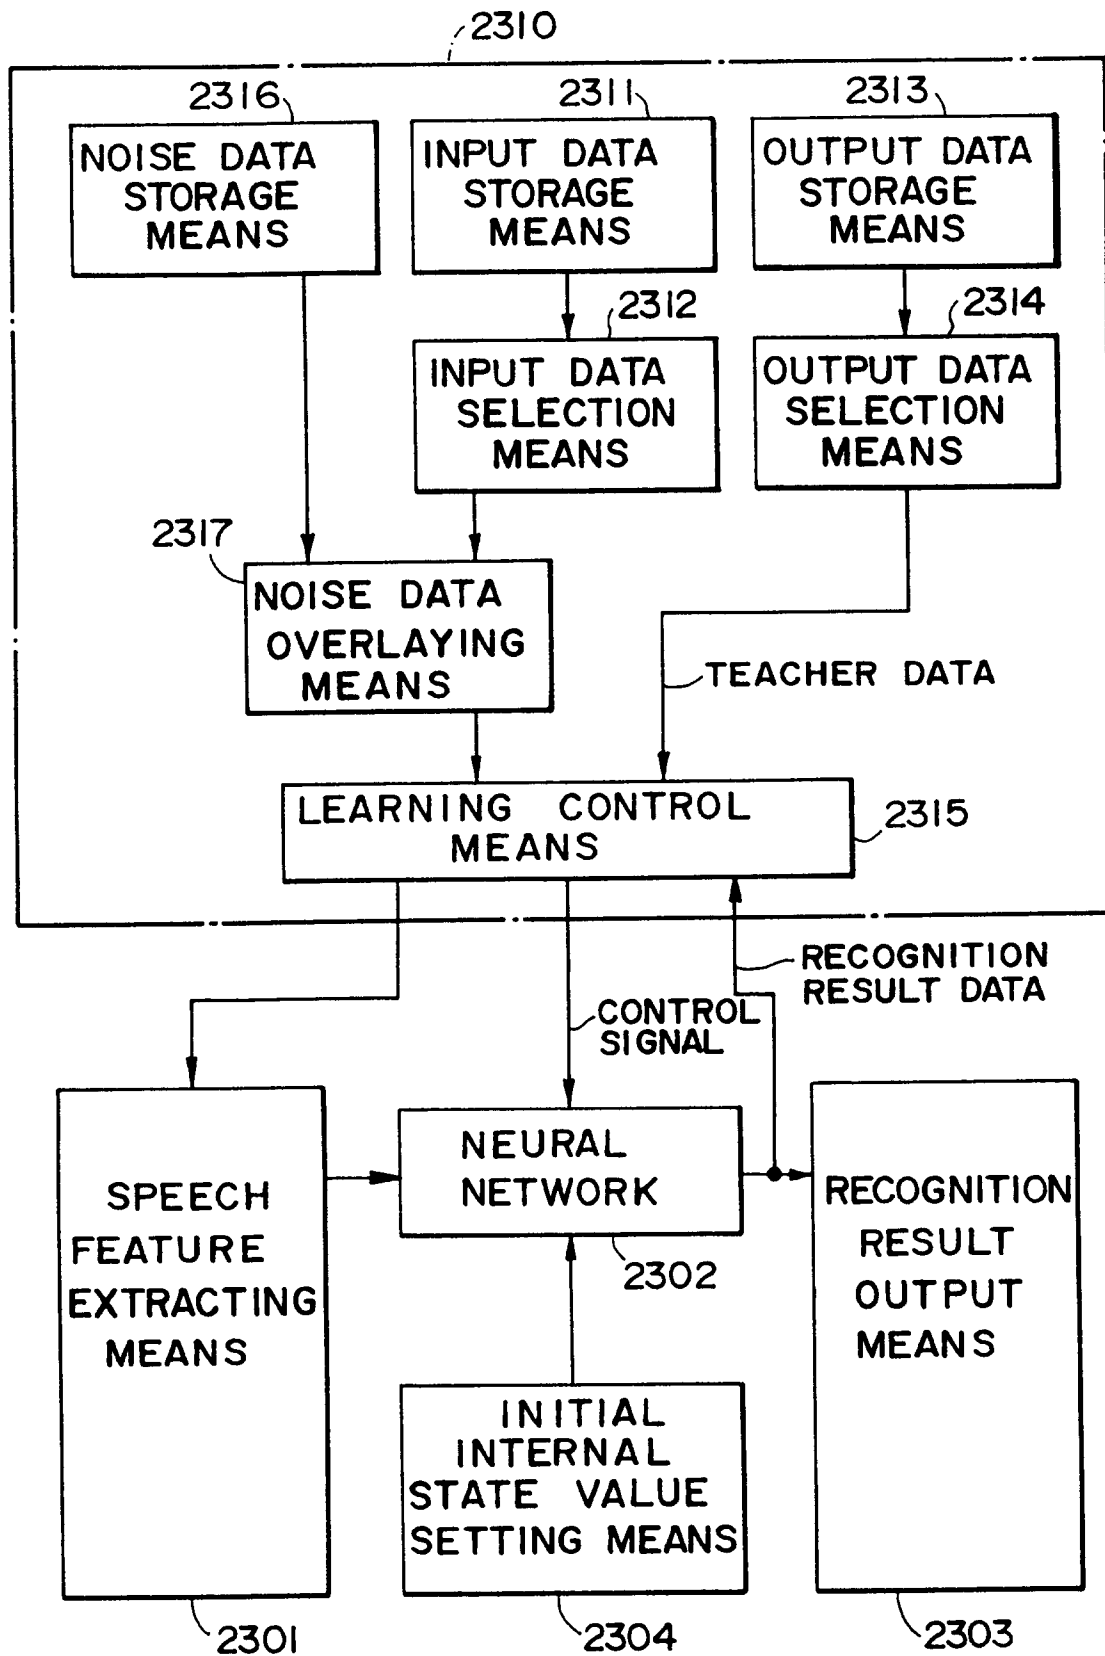 2310
2316
2311
2313
NOISE DATA
STORAGE
MEANS
INPUT DATA
STORAGE
MEANS
OUTPUT DATA
STORAGE
MEANS
2312
2314
INPUT DATA
SELECTION
MEANS
OUTPUT DATA
SELECTION
MEANS
2317
NOISE DATA
OVERLAYING
MEANS
TEACHER DATA
LEARNING CONTROL
MEANS
2315
RECOGNITION
RESULT DATA
CONTROL
SIGNAL
SPEECH
FEATURE
EXTRACTING
MEANS
NEURAL
NETWORK
2302
RECOGNITION
RESULT
OUTPUT
MEANS
INITIAL
INTERNAL
STATE VALUE
SETTING MEANS
2301
2304
2303